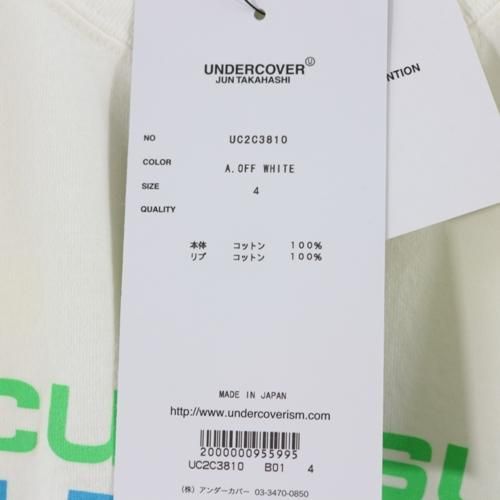 UNDERCOVER Ⓤ
JUN TAKAHASHI
NTION
NO UC2C3810
COLOR A.OFF WHITE
SIZE 4
QUALITY
本体 コットン 100%
リブ コットン 100%
MADE IN JAPAN
http://www.undercoverism.com
2000000955995
UC2C3810 B01 4
(株)アンダーカバー 03-3470-0850
CU
SU